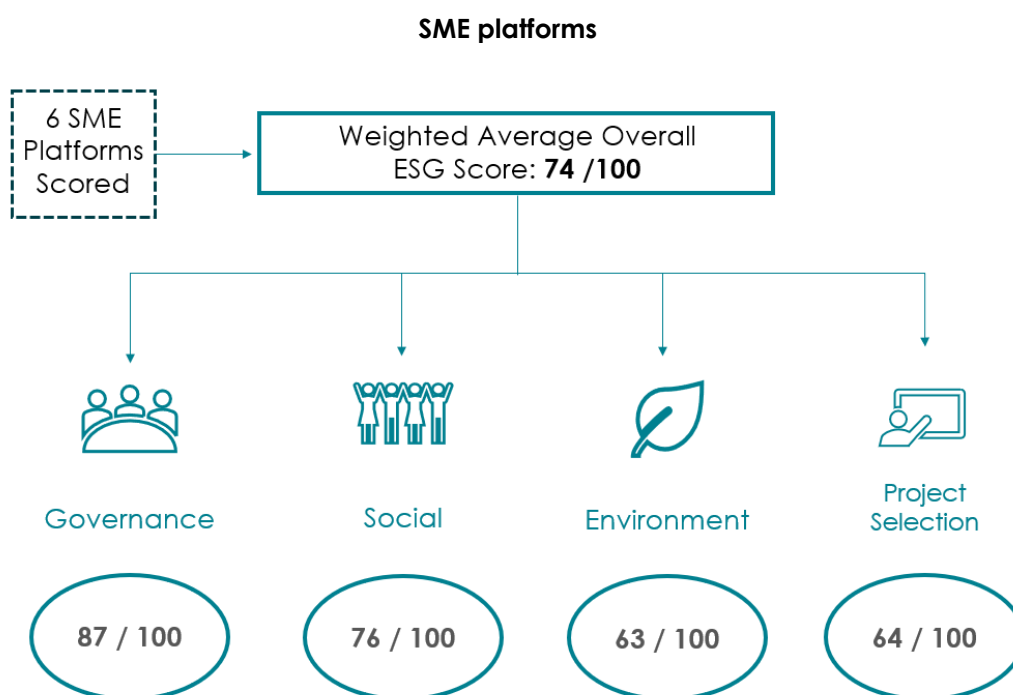 SME platforms
6 SME
Platforms
Scored
Weighted Average Overall
ESG Score: 74 /100
Governance
Social
Environment
Project
Selection
87 / 100
76 / 100
63 / 100
64 / 100